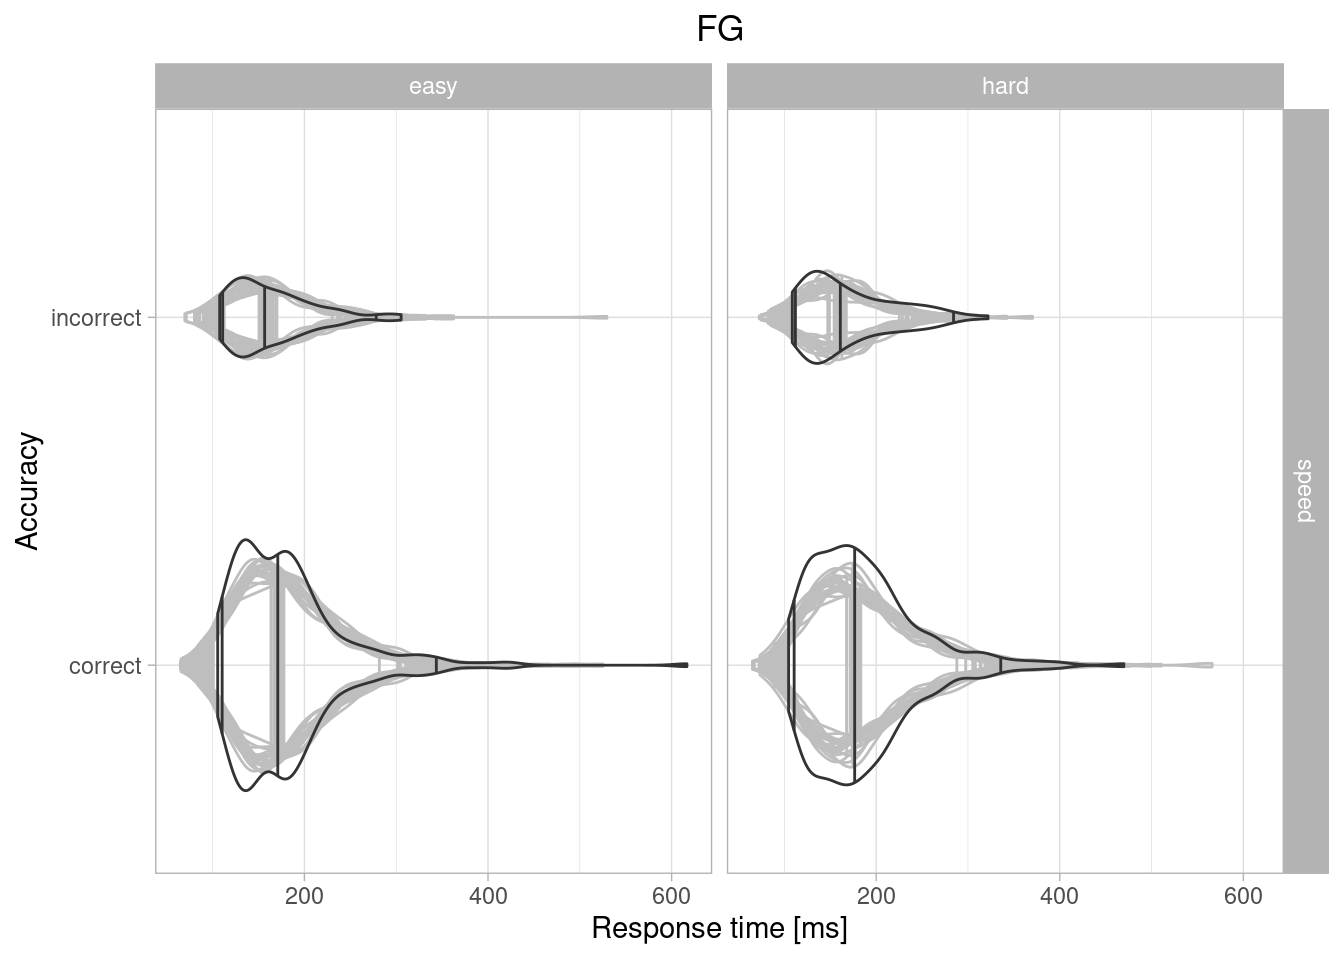 FG
easy
hard
incorrect
correct
Accuracy
speed
200
400
600
200
400
600
Response time [ms]